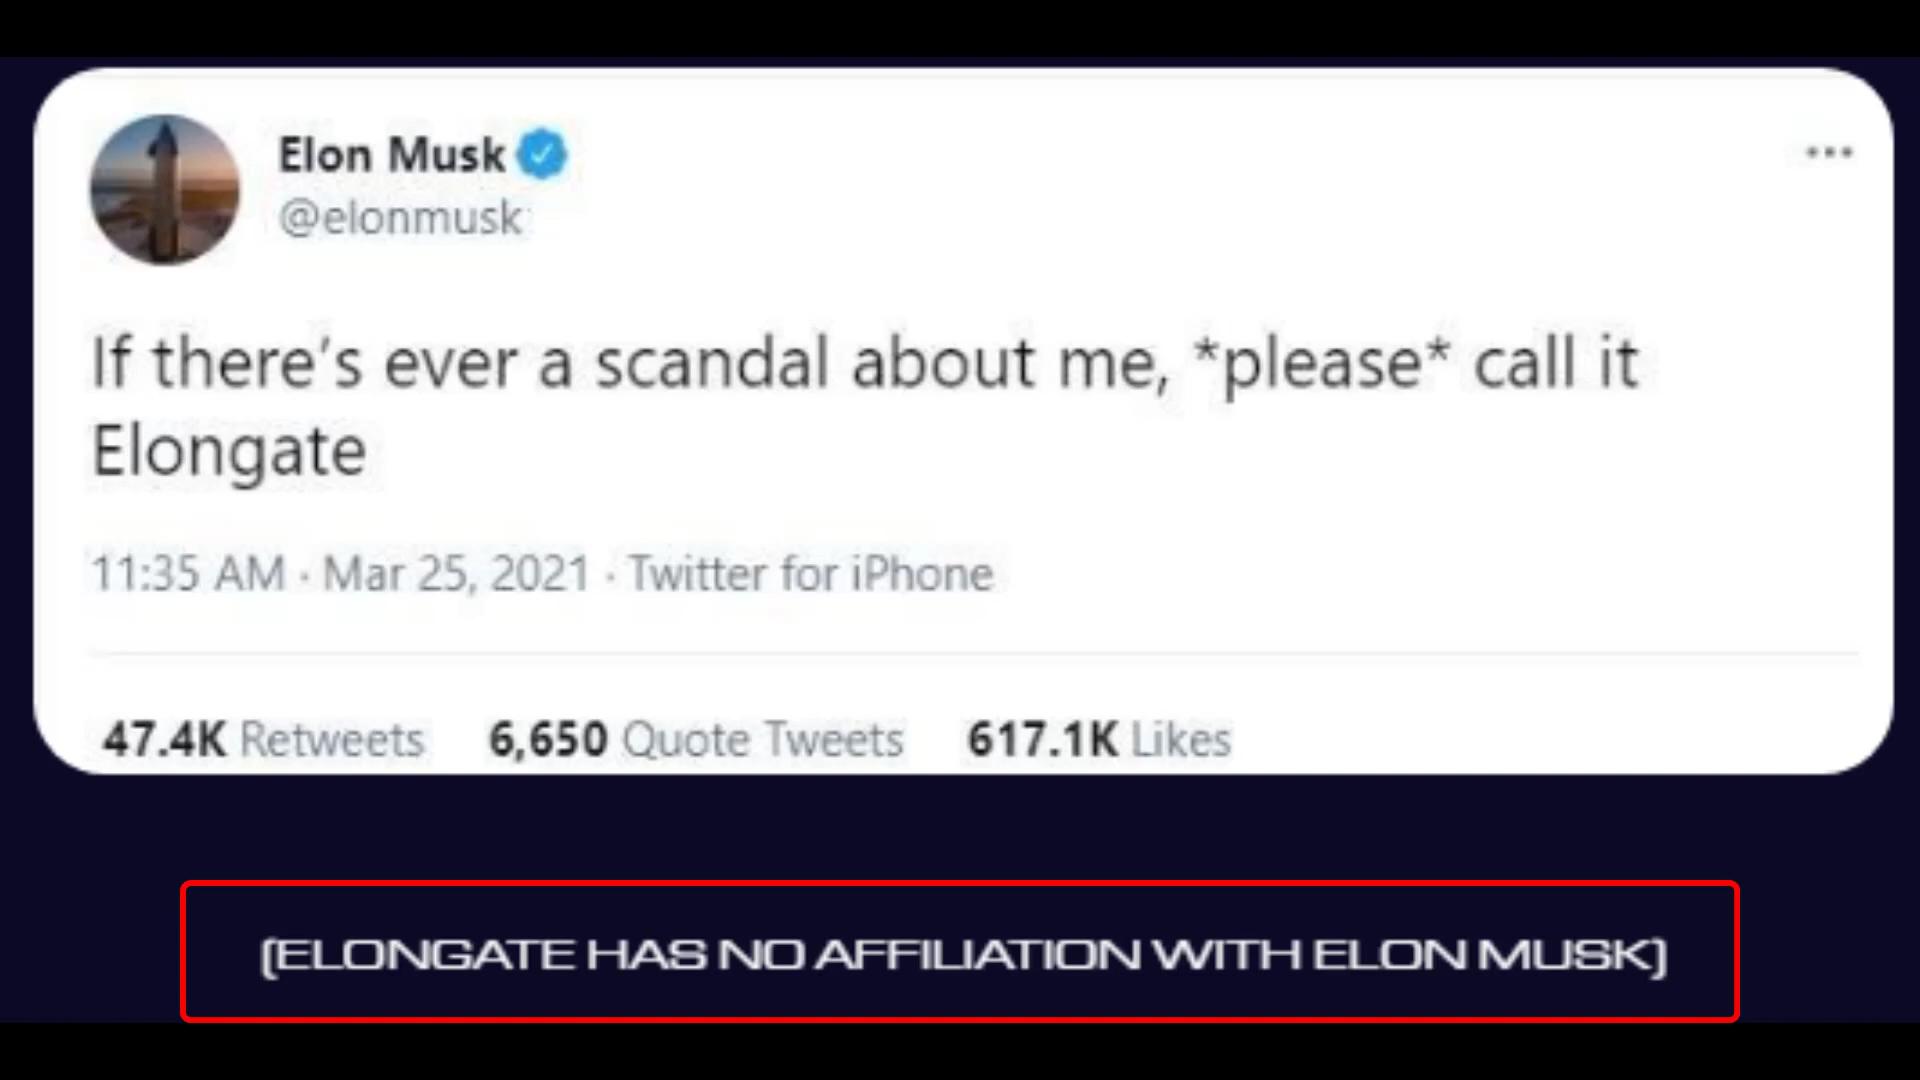 Elon Musk
@elonmusk
If there's ever a scandal about me, *please* call it
Elongate
11:35 AM · Mar 25, 2021 · Twitter for iPhone
47.4K Retweets 6,650 Quote Tweets 617.1K Likes
(ELONGATE HAS NO AFFILIATION WITH ELON MUSK)